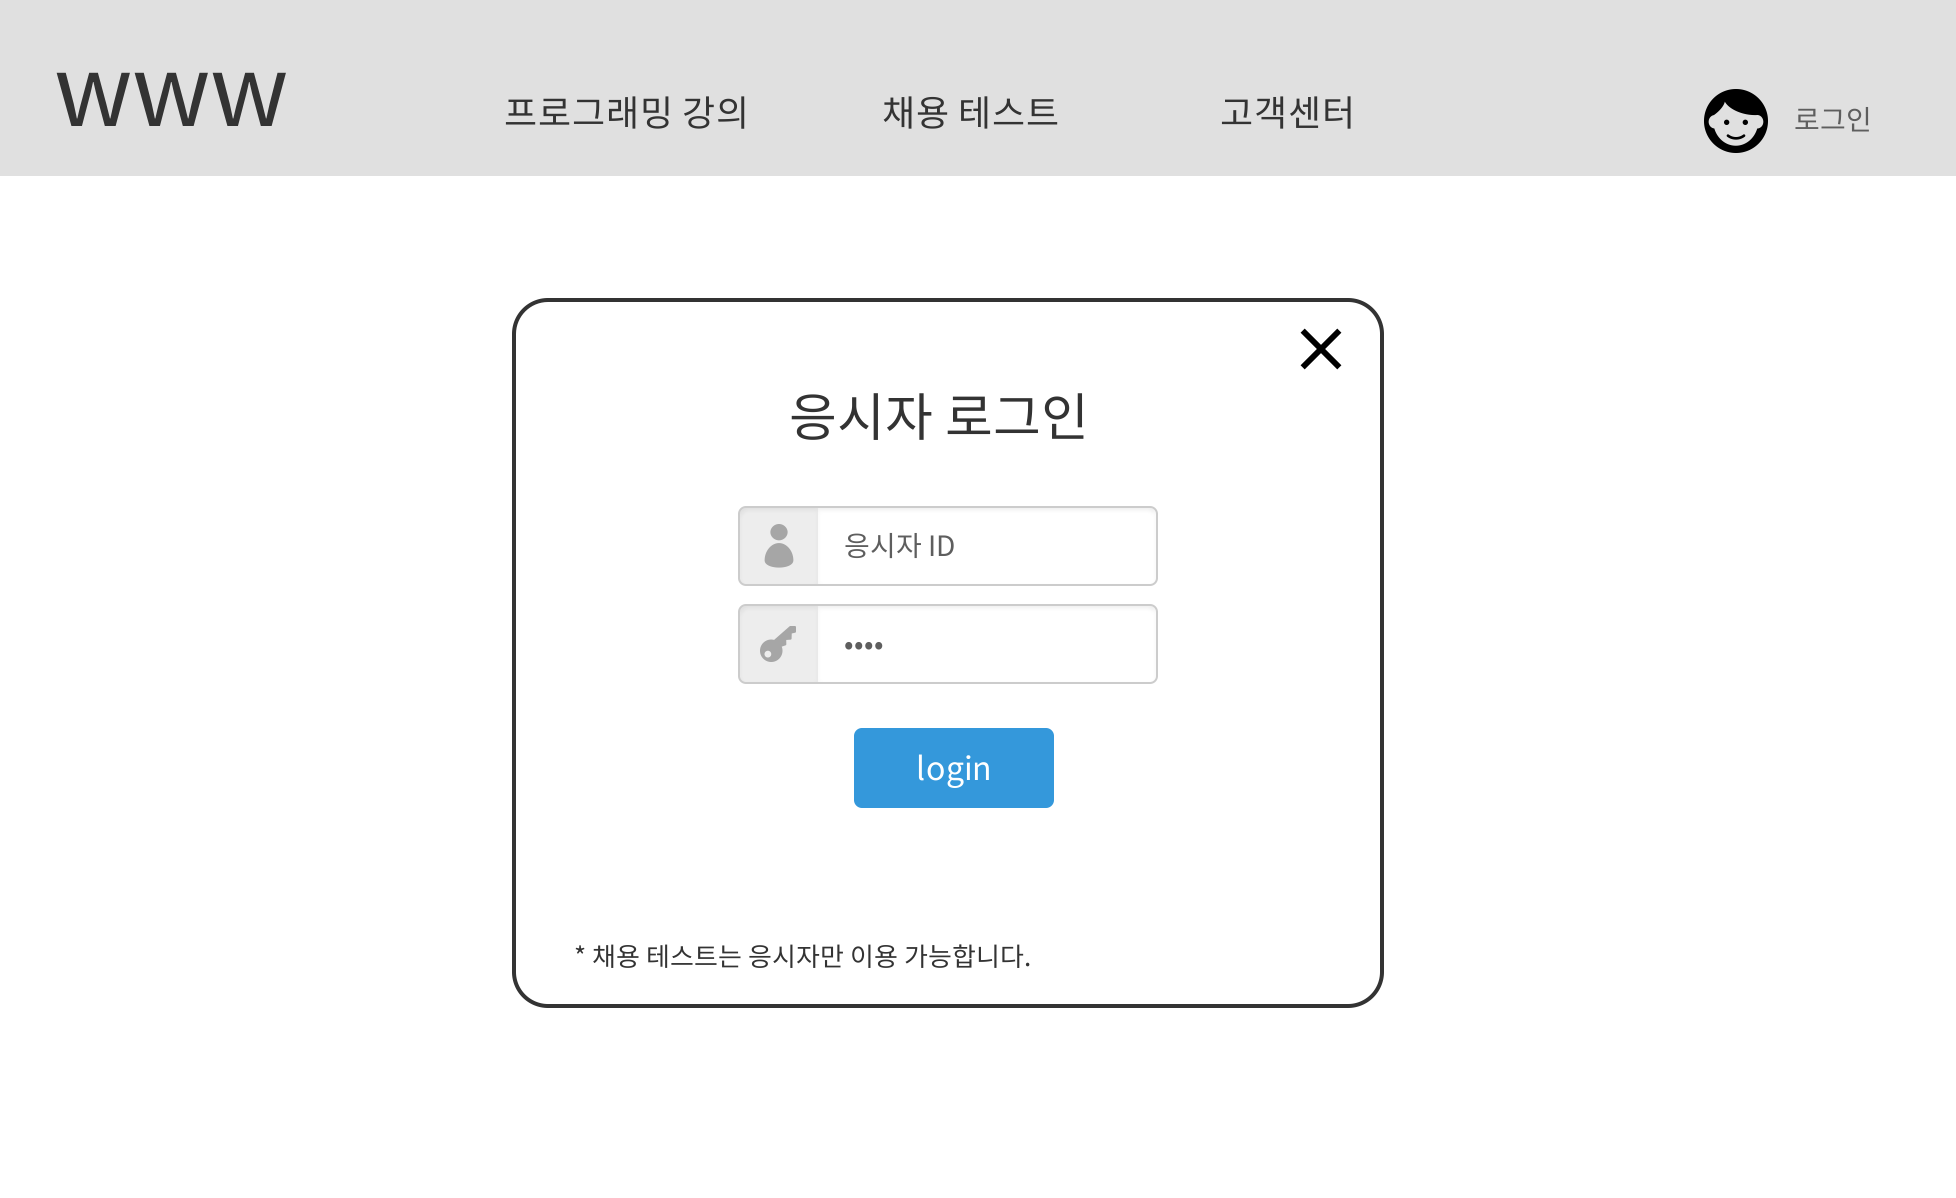 WWW
프로그래밍 강의
채용 테스트
고객센터
로그인
응시자 로그인
응시자 ID
••••
login
* 채용 테스트는 응시자만 이용 가능합니다.